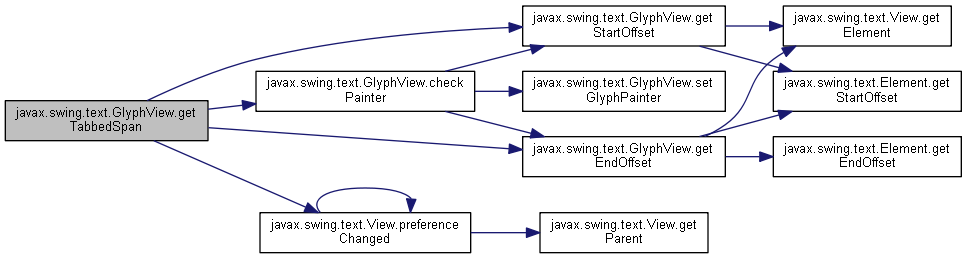 javax.swing.text.GlyphView.get
TabbedSpan
javax.swing.text.GlyphView.get
StartOffset
javax.swing.text.GlyphView.check
Painter
javax.swing.text.GlyphView.set
GlyphPainter
javax.swing.text.GlyphView.get
EndOffset
javax.swing.text.View.preference
Changed
javax.swing.text.View.get
Parent
javax.swing.text.View.get
Element
javax.swing.text.Element.get
StartOffset
javax.swing.text.Element.get
EndOffset